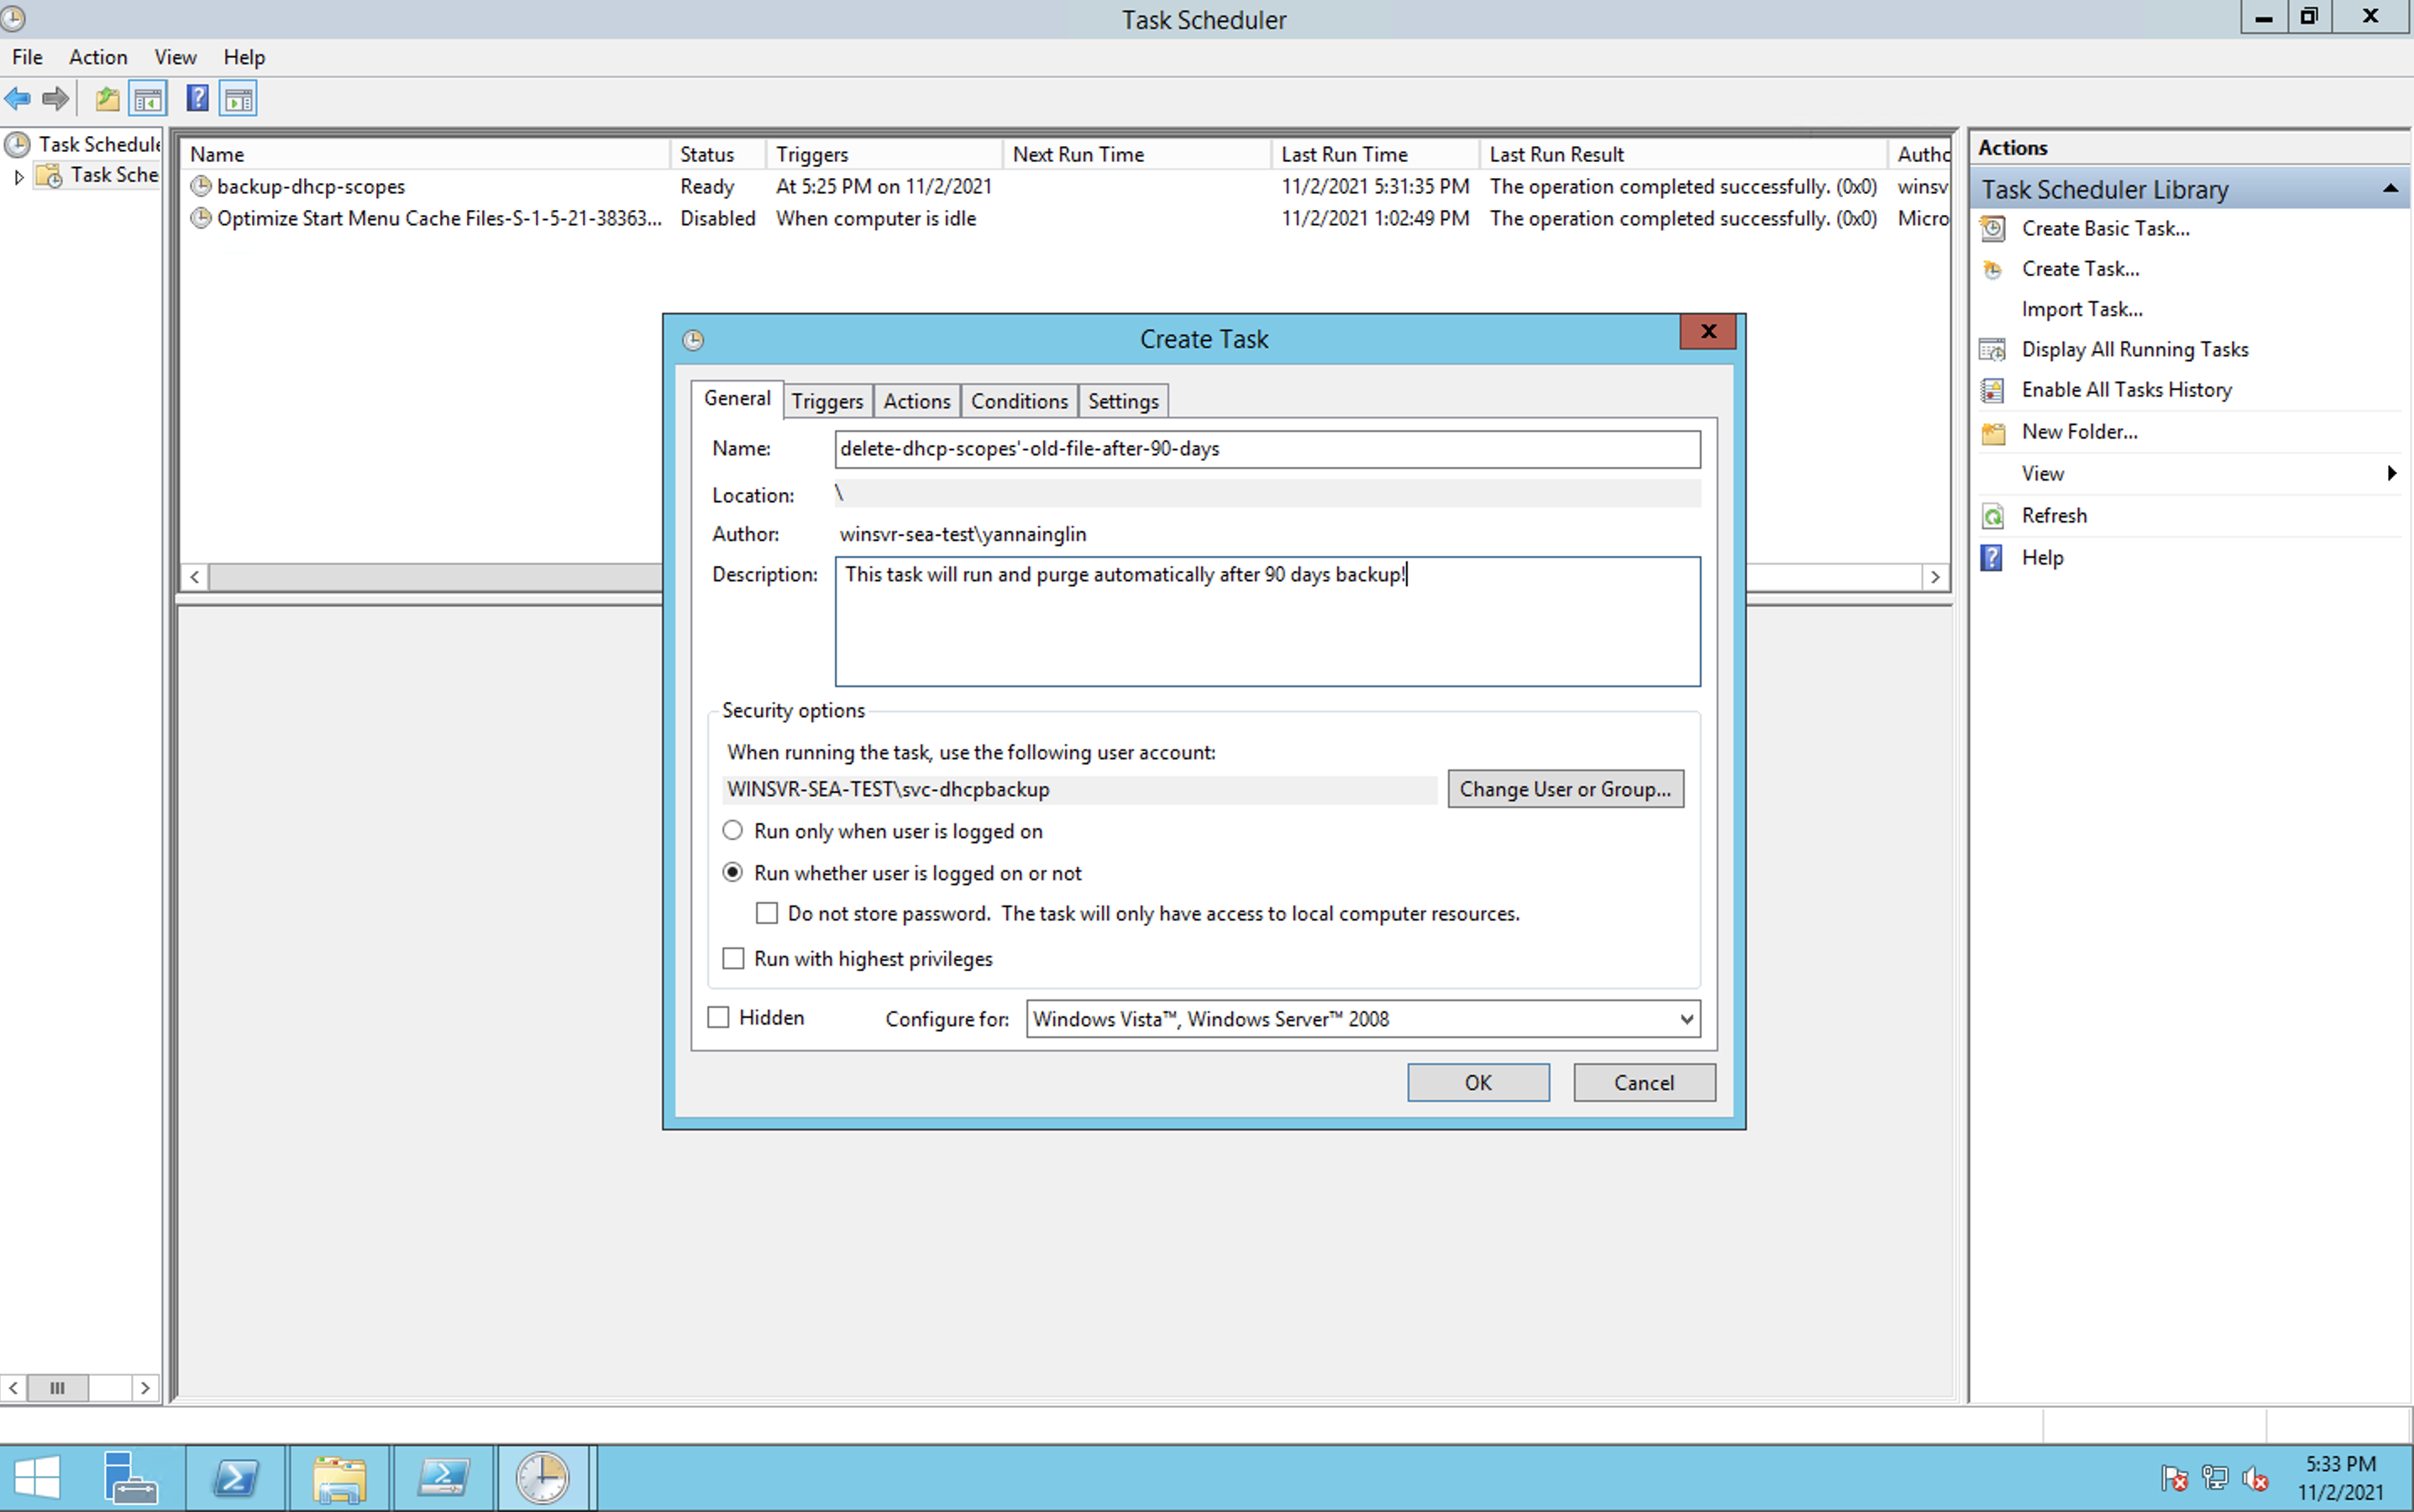 Task Scheduler
File Action View Help
Task Schedule
Task Sche
Name Status Triggers Next Run Time Last Run Time Last Run Result Autho
backup-dhcp-scopes Ready At 5:25 PM on 11/2/2021 11/2/2021 5:31:35 PM The operation completed successfully. (0x0) winsv
Optimize Start Menu Cache Files-S-1-5-21-38363... Disabled When computer is idle 11/2/2021 1:02:49 PM The operation completed successfully. (0x0) Micro
Actions
Task Scheduler Library
Create Basic Task...
Create Task...
Import Task...
Display All Running Tasks
Enable All Tasks History
New Folder...
View
Refresh
Help
Create Task
General Triggers Actions Conditions Settings
Name: delete-dhcp-scopes'-old-file-after-90-days
Location: \
Author: winsvr-sea-test\yannainglin
Description: This task will run and purge automatically after 90 days backup!
Security options
When running the task, use the following user account:
WINSVR-SEA-TEST\svc-dhcpbackup Change User or Group...
Run only when user is logged on
Run whether user is logged on or not
Do not store password. The task will only have access to local computer resources.
Run with highest privileges
Hidden Configure for: Windows Vista™, Windows Server™ 2008
OK Cancel
5:33 PM
11/2/2021